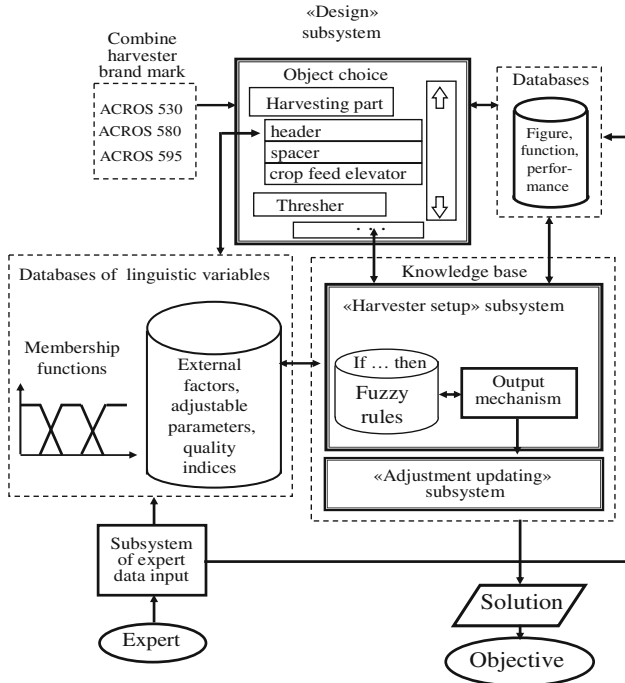 «Design»
subsystem
Combine
harvester
brand mark
ACROS 530
ACROS 580
ACROS 595
Object choice
Harvesting part
header
spacer
crop feed elevator
Thresher
. . .
Databases
Figure,
function,
perfor-
mance
Databases of linguistic variables
Membership
functions
External
factors,
adjustable
parameters,
quality
indices
Knowledge base
«Harvester setup» subsystem
If ... then
Fuzzy
rules
Output
mechanism
«Adjustment updating»
subsystem
Subsystem
of expert
data input
Expert
Solution
Objective